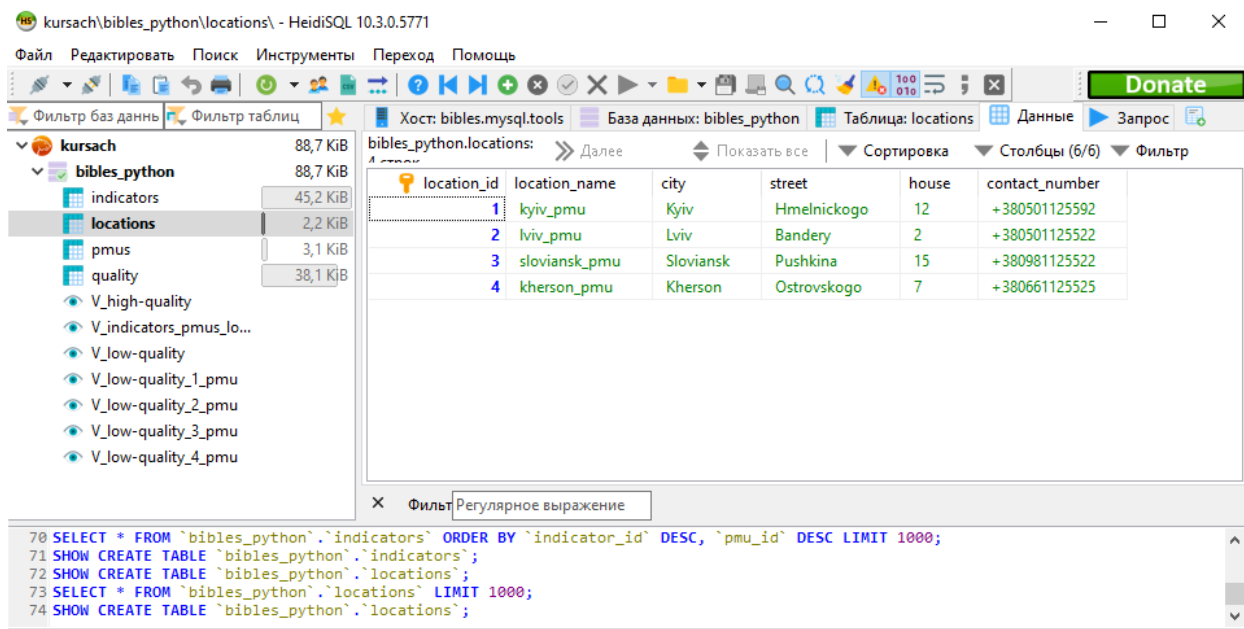 kursach\bibles_python\locations\ - HeidiSQL 10.3.0.5771
Файл Редактировать Поиск Инструменты Переход Помощь
Donate
Фильтр баз данны Фильтр таблиц
Хост: bibles.mysql.tools База данных: bibles_python Таблица: locations Данные Запрос
kursach 88,7 KiB
bibles_python 88,7 KiB
indicators 45,2 KiB
locations 2,2 KiB
pmus 3,1 KiB
quality 38,1 KiB
V_high-quality
V_indicators_pmus_lo...
V_low-quality
V_low-quality_1_pmu
V_low-quality_2_pmu
V_low-quality_3_pmu
V_low-quality_4_pmu
bibles_python.locations: Далее Показать все Сортировка Столбцы (6/6) Фильтр
location_id location_name city street house contact_number
1 kyiv_pmu Kyiv Hmelnickogo 12 +380501125592
2 lviv_pmu Lviv Bandery 2 +380501125522
3 sloviansk_pmu Sloviansk Pushkina 15 +380981125522
4 kherson_pmu Kherson Ostrovskogo 7 +380661125525
Фильт Регулярное выражение
70 SELECT * FROM `bibles_python`.`indicators` ORDER BY `indicator_id` DESC, `pmu_id` DESC LIMIT 1000;
71 SHOW CREATE TABLE `bibles_python`.`indicators`;
72 SHOW CREATE TABLE `bibles_python`.`locations`;
73 SELECT * FROM `bibles_python`.`locations` LIMIT 1000;
74 SHOW CREATE TABLE `bibles_python`.`locations`;